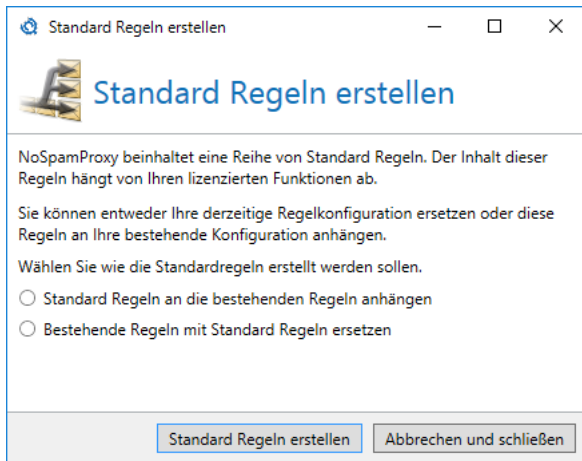 Standard Regeln erstellen
Standard Regeln erstellen
NoSpamProxy beinhaltet eine Reihe von Standard Regeln. Der Inhalt dieser
Regeln hängt von Ihren lizenzierten Funktionen ab.
Sie können entweder Ihre derzeitige Regelkonfiguration ersetzen oder diese
Regeln an Ihre bestehende Konfiguration anhängen.
Wählen Sie wie die Standardregeln erstellt werden sollen.
Standard Regeln an die bestehenden Regeln anhängen
Bestehende Regeln mit Standard Regeln ersetzen
Standard Regeln erstellen
Abbrechen und schließen